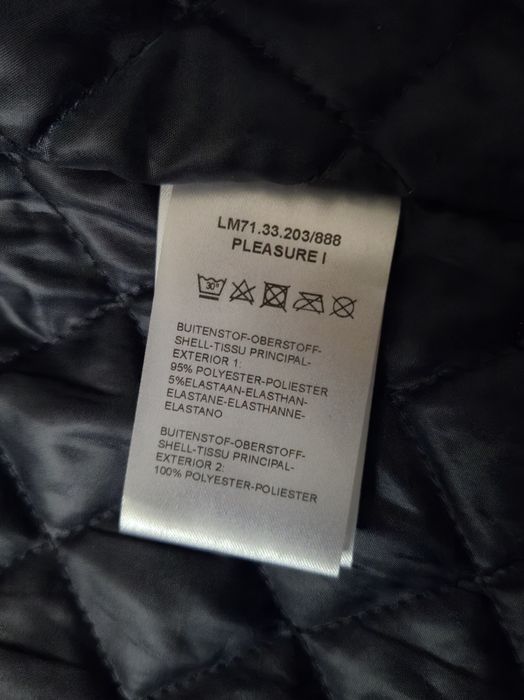 LM71.33.203/888
PLEASURE I
30°
BUITENSTOF-OBERSTOFF-
SHELL-TISSU PRINCIPAL-
EXTERIOR 1:
95% POLYESTER-POLIESTER
5%ELASTAAN-ELASTHAN-
ELASTANE-ELASTHANNE-
ELASTANO
BUITENSTOF-OBERSTOFF-
SHELL-TISSU PRINCIPAL-
EXTERIOR 2:
100% POLYESTER-POLIESTER